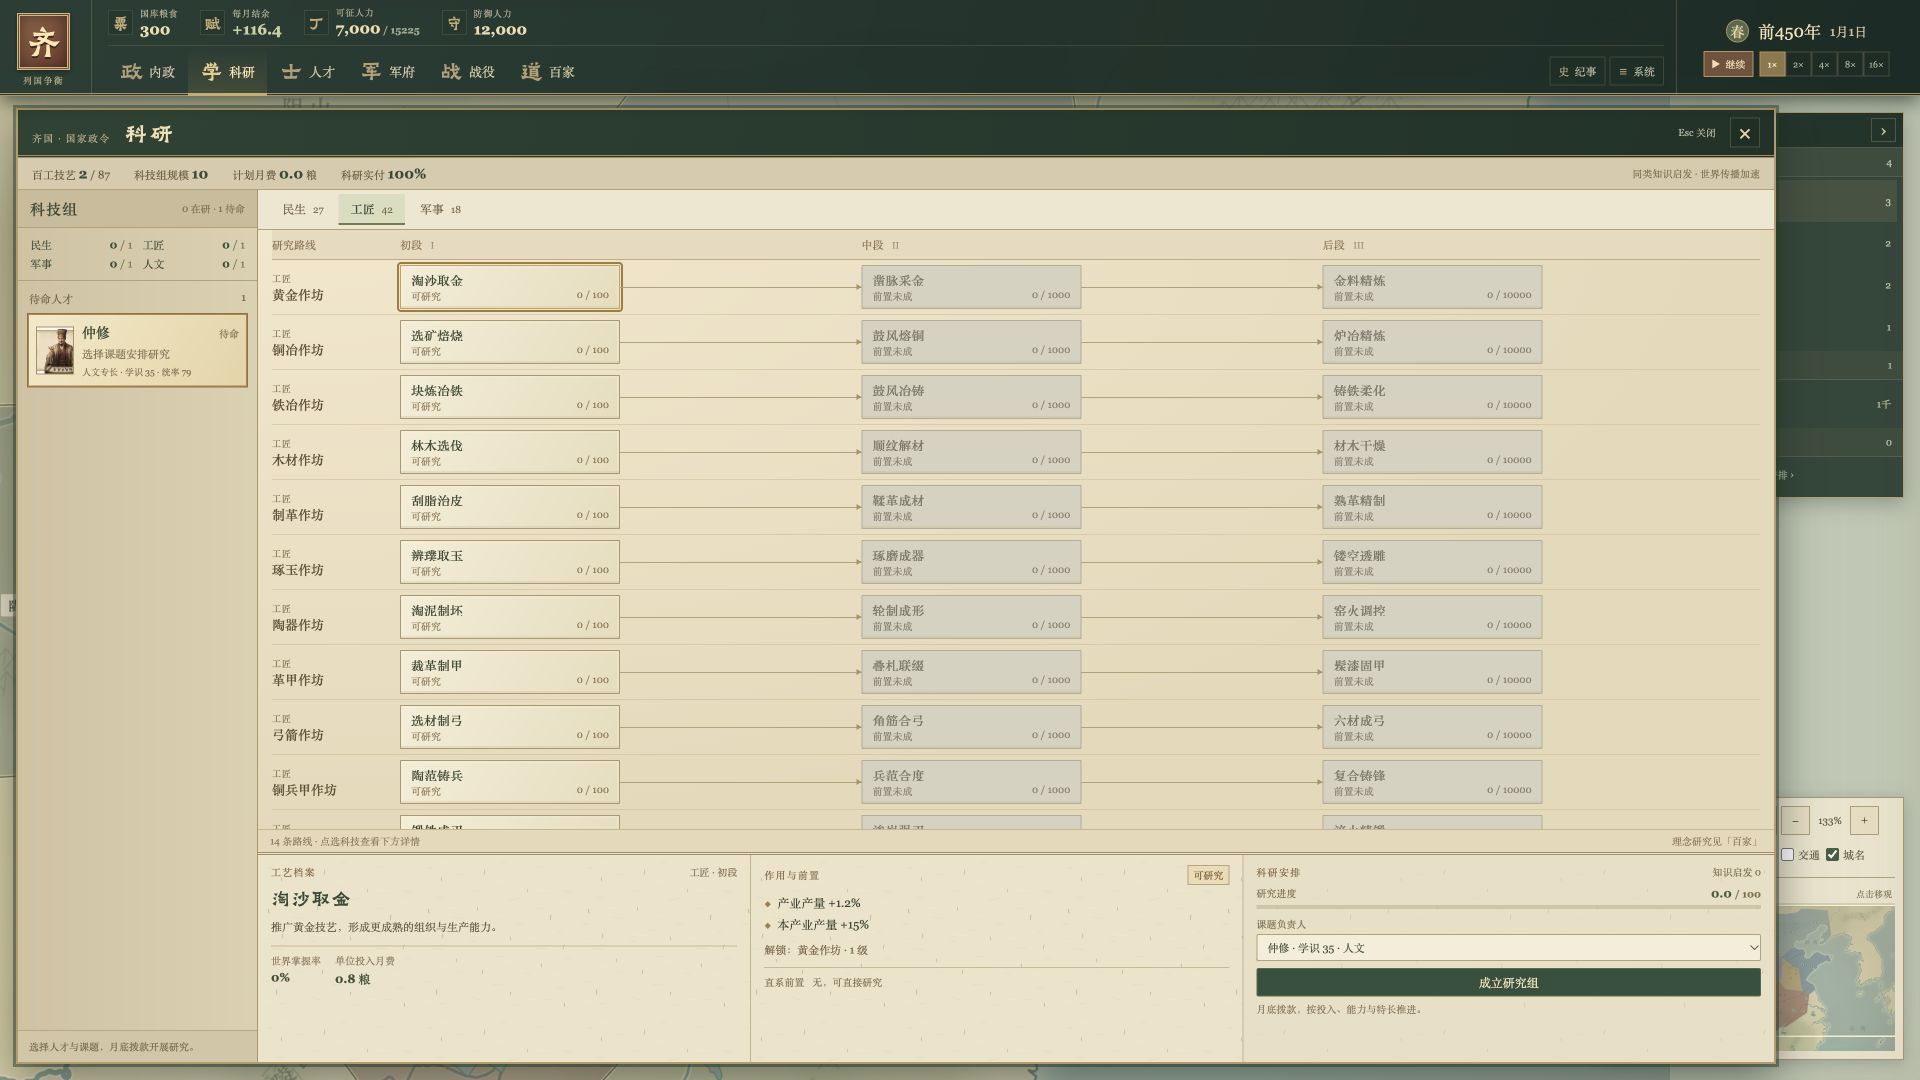 齐
列国争衡
粟 国库粮食 300
赋 每月结余 +116.4
丁 可征人力 7,000 / 15225
守 防御人力 12,000
政 内政
学 科研
士 人才
军 军府
战 战役
道 百家
史 纪事
≡ 系统
春 前450年 1月1日
▶ 继续 1× 2× 4× 8× 16×
齐国 · 国家政令 科研
Esc 关闭 ×
百工技艺 2 / 87 科技组规模 10 计划月费 0.0 粮 科研实付 100%
同类知识启发 · 世界传播加速
科技组 0 在研 · 1 待命
民生 0 / 1 工匠 0 / 1
军事 0 / 1 人文 0 / 1
待命人才 1
仲修 待命
选择课题安排研究
人文专长 · 学识 35 · 统率 79
选择人才与课题，月底拨款开展研究。
民生 27 工匠 42 军事 18
研究路线 初段 I 中段 II 后段 III
工匠
黄金作坊
淘沙取金
可研究 0 / 100
凿脉采金
前置未成 0 / 1000
金料精炼
前置未成 0 / 10000
工匠
铜冶作坊
选矿焙烧
可研究 0 / 100
鼓风熔铜
前置未成 0 / 1000
炉冶精炼
前置未成 0 / 10000
工匠
铁冶作坊
块炼冶铁
可研究 0 / 100
鼓风冶铸
前置未成 0 / 1000
铸铁柔化
前置未成 0 / 10000
工匠
木材作坊
林木选伐
可研究 0 / 100
顺纹解材
前置未成 0 / 1000
材木干燥
前置未成 0 / 10000
工匠
制革作坊
刮脂治皮
可研究 0 / 100
鞣革成材
前置未成 0 / 1000
熟革精制
前置未成 0 / 10000
工匠
琢玉作坊
辨璞取玉
可研究 0 / 100
琢磨成器
前置未成 0 / 1000
镂空透雕
前置未成 0 / 10000
工匠
陶器作坊
淘泥制坯
可研究 0 / 100
轮制成形
前置未成 0 / 1000
窑火调控
前置未成 0 / 10000
工匠
革甲作坊
裁革制甲
可研究 0 / 100
叠札联缀
前置未成 0 / 1000
髹漆固甲
前置未成 0 / 10000
工匠
弓箭作坊
选材制弓
可研究 0 / 100
角筋合弓
前置未成 0 / 1000
六材成弓
前置未成 0 / 10000
工匠
铜兵甲作坊
陶范铸兵
可研究 0 / 100
兵范合度
前置未成 0 / 1000
复合铸锋
前置未成 0 / 10000
14 条路线 · 点选科技查看下方详情
理念研究见「百家」
工艺档案 工匠 · 初段
淘沙取金
推广黄金技艺，形成更成熟的组织与生产能力。
世界掌握率 单位投入月费
0% 0.8 粮
作用与前置 可研究
产业产量 +1.2%
本产业产量 +15%
解锁： 黄金作坊 · 1 级
直系前置 无，可直接研究
科研安排 知识启发 0
研究进度 0.0 / 100
课题负责人
仲修 · 学识 35 · 人文
成立研究组
月底拨款，按投入、能力与特长推进。
›
4
3
2
2
1
1
1千
0
排 ›
− 133% +
交通 城名
点击移观